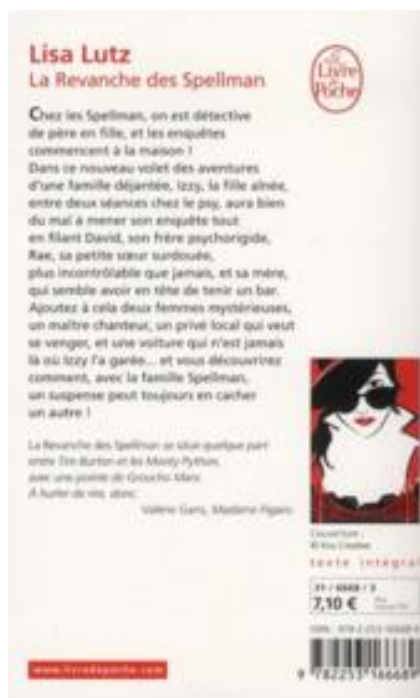 Lisa Lutz
La Revanche des Spellman
Le Livre de Poche
Chez les Spellman, on est détective
de père en fille, et les enquêtes
commencent à la maison !
Dans ce nouveau volet des aventures
d'une famille déjantée, Izzy, la fille aînée,
entre deux séances chez le psy, aura bien
du mal à mener son enquête tout
en filant David, son frère psychorigide,
Rae, sa petite sœur surdouée,
plus incontrôlable que jamais, et sa mère,
qui semble avoir en tête de tenir un bar.
Ajoutez à cela deux femmes mystérieuses,
un maître chanteur, un privé local qui veut
se venger, et une voiture qui n'est jamais
là où Izzy l'a garée... et vous découvrirez
comment, avec la famille Spellman,
un suspense peut toujours en cacher
un autre !
La Revanche des Spellman se situe quelque part
entre Tim Burton et les Monty Python,
avec une pointe de Groucho Marx.
À hurler de rire, donc.
Valérie Gans, Madame Figaro
Couverture :
texte intégral
31 / 6668 / 3
7,10 €
www.livredepoche.com
9 782253 16668